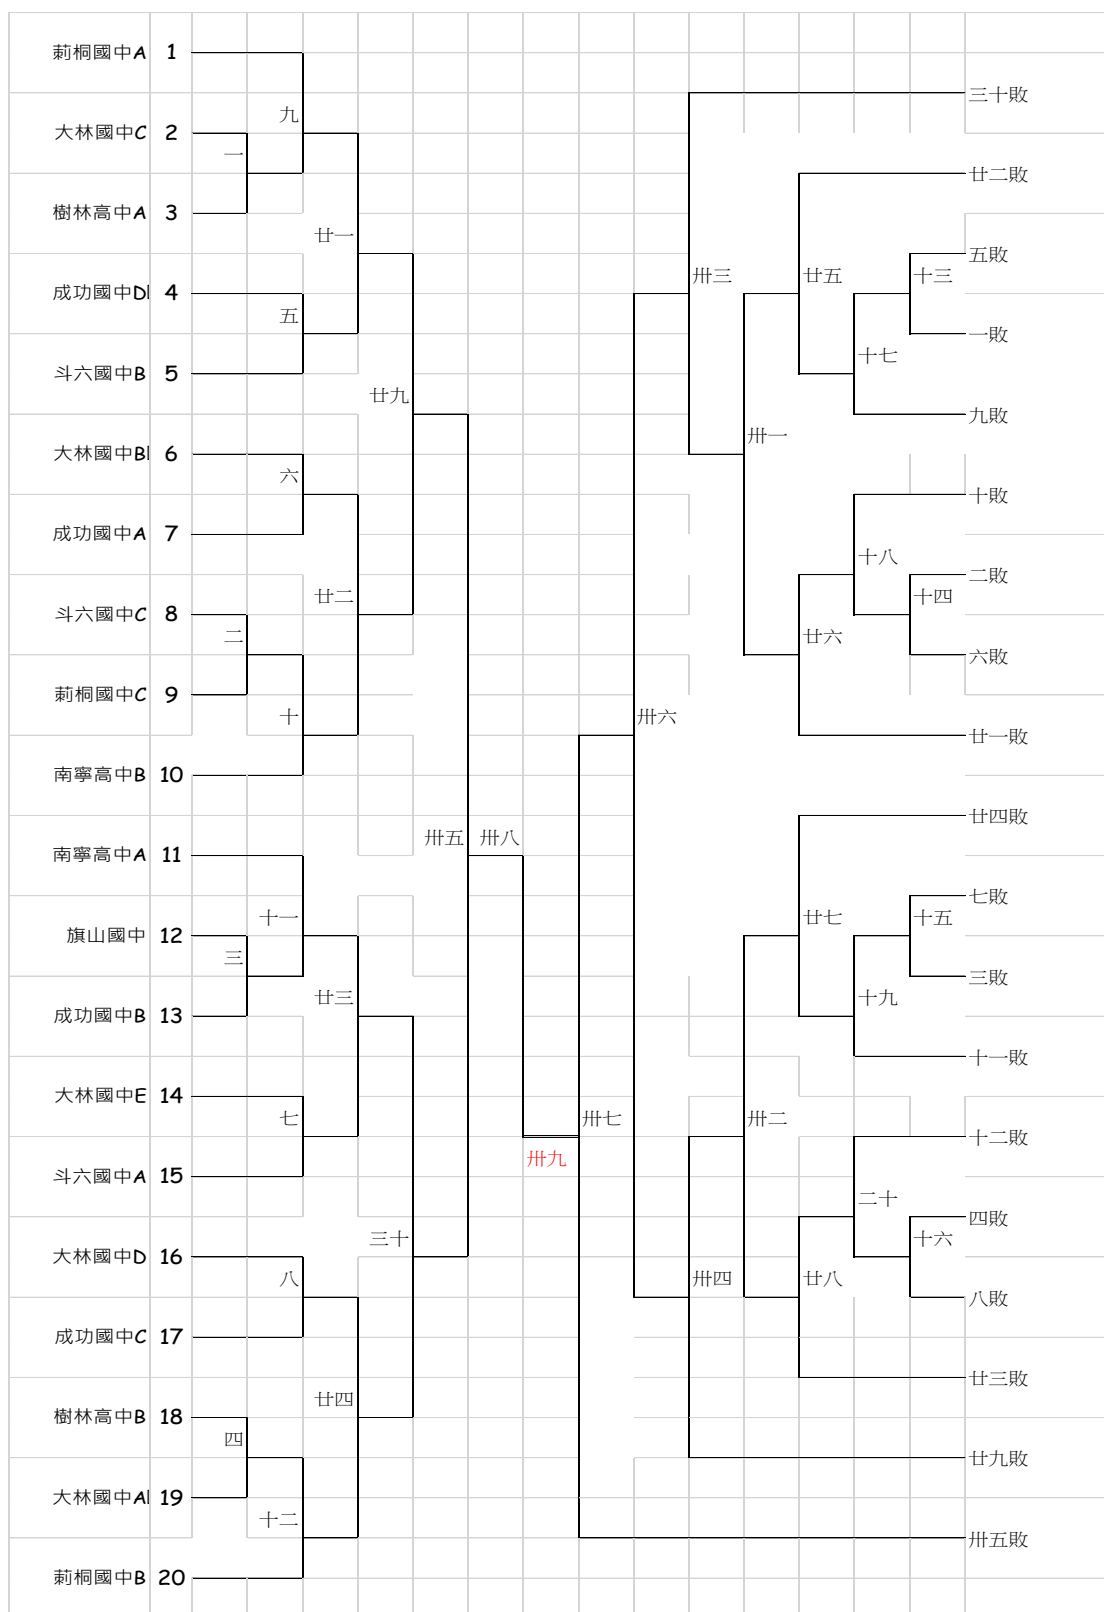 莿桐國中A 1
三十敗
九
大林國中C 2
一
廿二敗
樹林高中A 3
廿一
五敗
卅三
廿五
十三
成功國中D 4
五
一敗
十七
斗六國中B 5
廿九
九敗
卅一
大林國中B 6
六
十敗
成功國中A 7
十八
二敗
廿二
十四
斗六國中C 8
二
廿六
六敗
莿桐國中C 9
十
卅六
廿一敗
南寧高中B 10
廿四敗
卅五
卅八
南寧高中A 11
七敗
十一
廿七
十五
旗山國中 12
三
三敗
廿三
十九
成功國中B 13
十一敗
大林國中E 14
七
卅七
卅二
十二敗
卅九
斗六國中A 15
二十
四敗
三十
十六
大林國中D 16
八
卅四
廿八
八敗
成功國中C 17
廿三敗
廿四
樹林高中B 18
四
廿九敗
大林國中A 19
十二
卅五敗
莿桐國中B 20